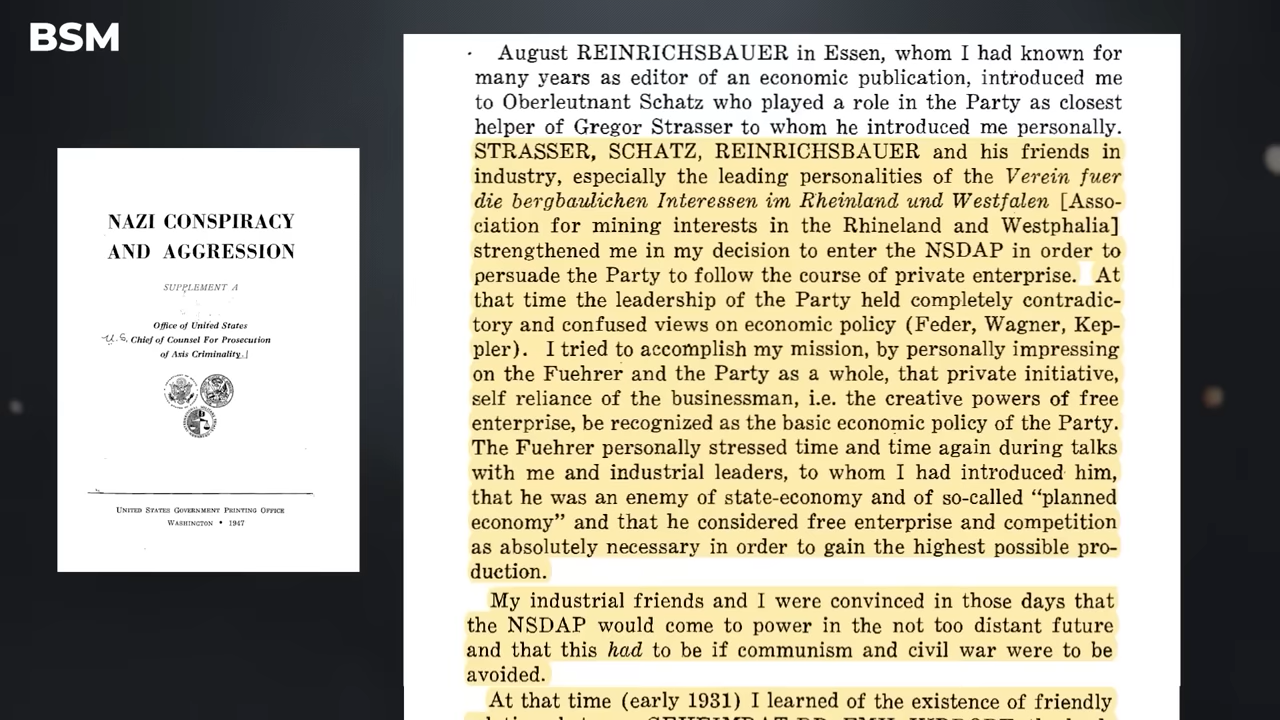 BSM
NAZI CONSPIRACY
AND AGGRESSION
SUPPLEMENT A
Office of United States
U.S. Chief of Counsel For Prosecution
of Axis Criminality
UNITED STATES GOVERNMENT PRINTING OFFICE
WASHINGTON • 1947
August REINRICHSBAUER in Essen, whom I had known for
many years as editor of an economic publication, introduced me
to Oberleutnant Schatz who played a role in the Party as closest
helper of Gregor Strasser to whom he introduced me personally.
STRASSER, SCHATZ, REINRICHSBAUER and his friends in
industry, especially the leading personalities of the Verein fuer
die bergbaulichen Interessen im Rheinland und Westfalen [Asso-
ciation for mining interests in the Rhineland and Westphalia]
strengthened me in my decision to enter the NSDAP in order to
persuade the Party to follow the course of private enterprise. At
that time the leadership of the Party held completely contradic-
tory and confused views on economic policy (Feder, Wagner, Kep-
pler). I tried to accomplish my mission, by personally impressing
on the Fuehrer and the Party as a whole, that private initiative,
self reliance of the businessman, i.e. the creative powers of free
enterprise, be recognized as the basic economic policy of the Party.
The Fuehrer personally stressed time and time again during talks
with me and industrial leaders, to whom I had introduced him,
that he was an enemy of state-economy and of so-called “planned
economy” and that he considered free enterprise and competition
as absolutely necessary in order to gain the highest possible pro-
duction.
My industrial friends and I were convinced in those days that
the NSDAP would come to power in the not too distant future
and that this had to be if communism and civil war were to be
avoided.
At that time (early 1931) I learned of the existence of friendly